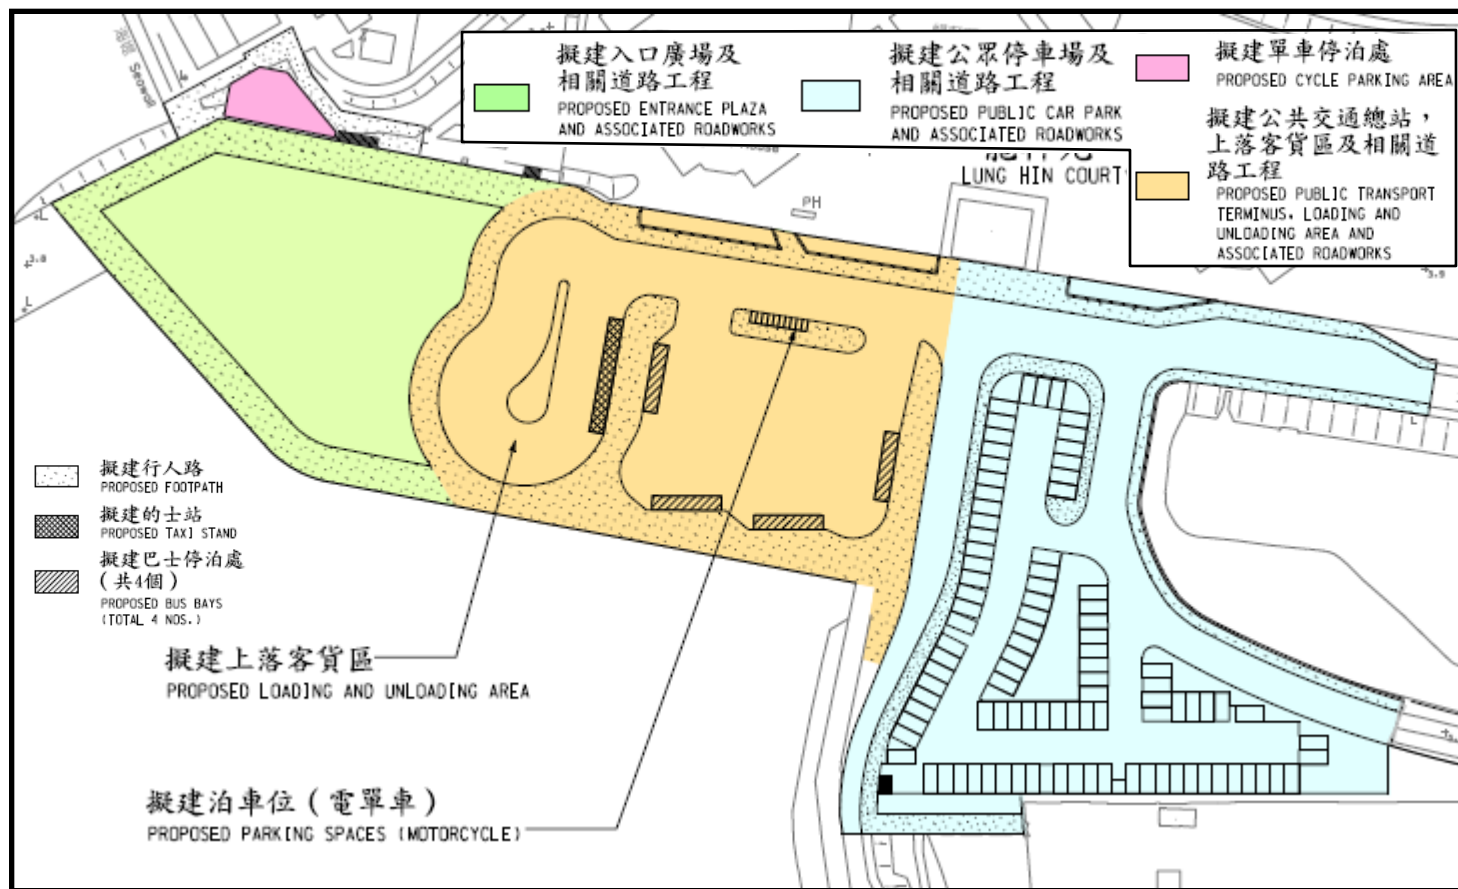 Seawall
擬建入口廣場及
相關道路工程
PROPOSED ENTRANCE PLAZA
AND ASSOCIATED ROADWORKS
擬建公眾停車場及
相關道路工程
PROPOSED PUBLIC CAR PARK
AND ASSOCIATED ROADWORKS
擬建單車停泊處
PROPOSED CYCLE PARKING AREA
擬建公共交通總站，
上落客貨區及相關道
路工程
PROPOSED PUBLIC TRANSPORT
TERMINUS, LOADING AND
UNLOADING AREA AND
ASSOCIATED ROADWORKS
LUNG HIN COURT
PH
L
3.8
L
5.9
L
擬建行人路
PROPOSED FOOTPATH
擬建的士站
PROPOSED TAXI STAND
擬建巴士停泊處
(共4個)
PROPOSED BUS BAYS
(TOTAL 4 NOS.)
擬建上落客貨區
PROPOSED LOADING AND UNLOADING AREA
擬建泊車位(電單車)
PROPOSED PARKING SPACES (MOTORCYCLE)